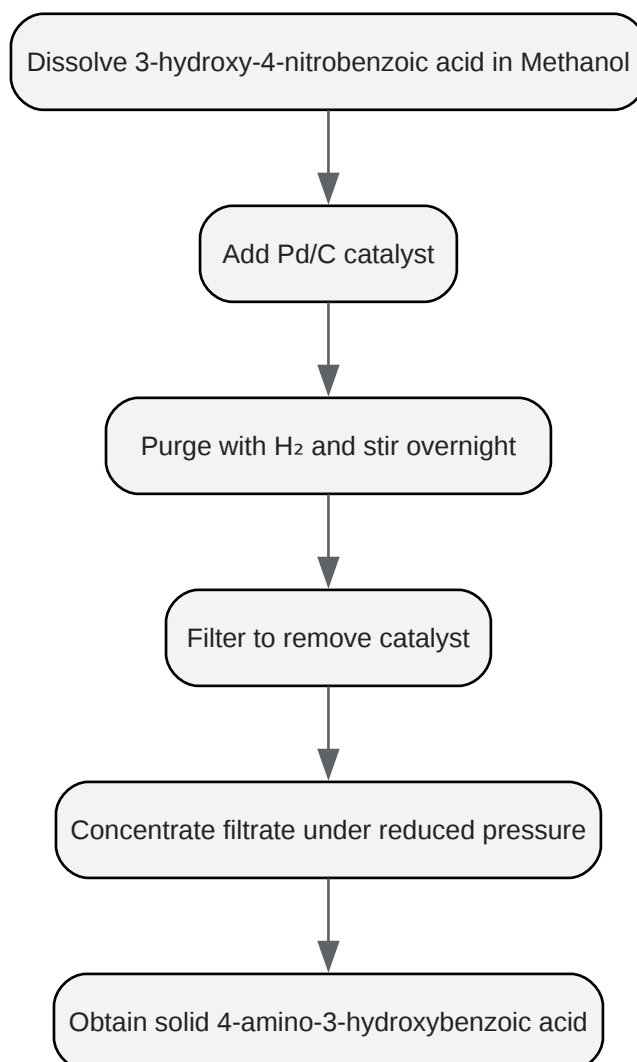 Dissolve 3-hydroxy-4-nitrobenzoic acid in Methanol
Add Pd/C catalyst
Purge with H₂ and stir overnight
Filter to remove catalyst
Concentrate filtrate under reduced pressure
Obtain solid 4-amino-3-hydroxybenzoic acid